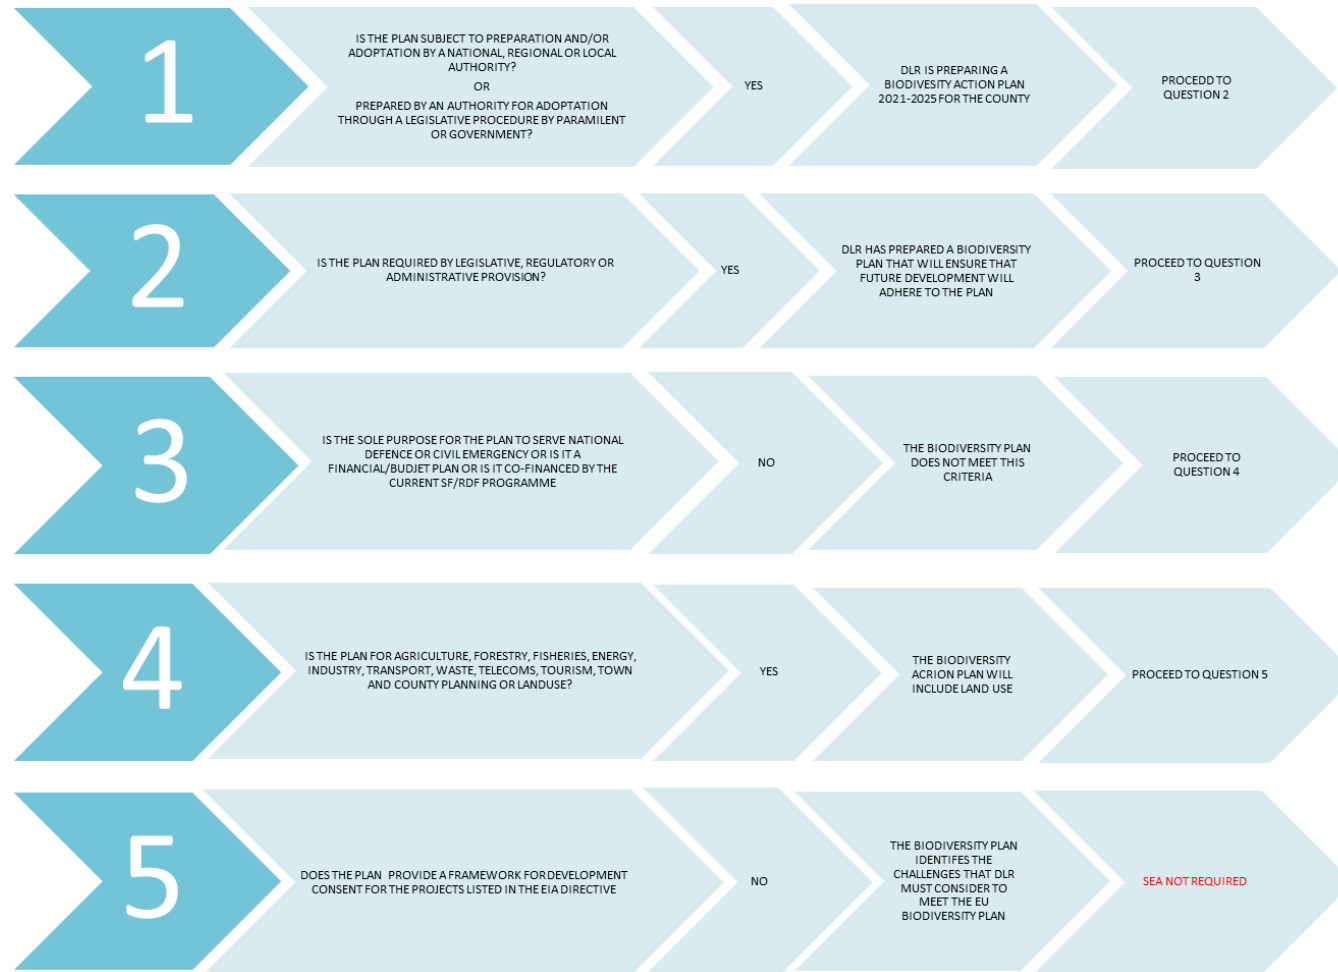 1
IS THE PLAN SUBJECT TO PREPARATION AND/OR
ADOPTATION BY A NATIONAL, REGIONAL OR LOCAL
AUTHORITY?
OR
PREPARED BY AN AUTHORITY FOR ADOPTATION
THROUGH A LEGISLATIVE PROCEDURE BY PARAMILENT
OR GOVERNMENT?
YES
DLR IS PREPARING A
BIODIVESITY ACTION PLAN
2021-2025 FOR THE COUNTY
PROCEDD TO
QUESTION 2
2
IS THE PLAN REQUIRED BY LEGISLATIVE, REGULATORY OR
ADMINISTRATIVE PROVISION?
YES
DLR HAS PREPARED A BIODIVERSITY
PLAN THAT WILL ENSURE THAT
FUTURE DEVELOPMENT WILL
ADHERE TO THE PLAN
PROCEED TO QUESTION
3
3
IS THE SOLE PURPOSE FOR THE PLAN TO SERVE NATIONAL
DEFENCE OR CIVIL EMERGENCY OR IS IT A
FINANCIAL/BUDJET PLAN OR IS IT CO-FINANCED BY THE
CURRENT SF/RDF PROGRAMME
NO
THE BIODIVERSITY PLAN
DOES NOT MEET THIS
CRITERIA
PROCEED TO
QUESTION 4
4
IS THE PLAN FOR AGRICULTURE, FORESTRY, FISHERIES, ENERGY,
INDUSTRY, TRANSPORT, WASTE, TELECOMS, TOURISM, TOWN
AND COUNTY PLANNING OR LANDUSE?
YES
THE BIODIVERSITY
ACRION PLAN WILL
INCLUDE LAND USE
PROCEED TO QUESTION 5
5
DOES THE PLAN PROVIDE A FRAMEWORK FOR DEVELOPMENT
CONSENT FOR THE PROJECTS LISTED IN THE EIA DIRECTIVE
NO
THE BIODIVERSITY PLAN
IDENTIFES THE
CHALLENGES THAT DLR
MUST CONSIDER TO
MEET THE EU
BIODIVERSITY PLAN
SEA NOT REQUIRED